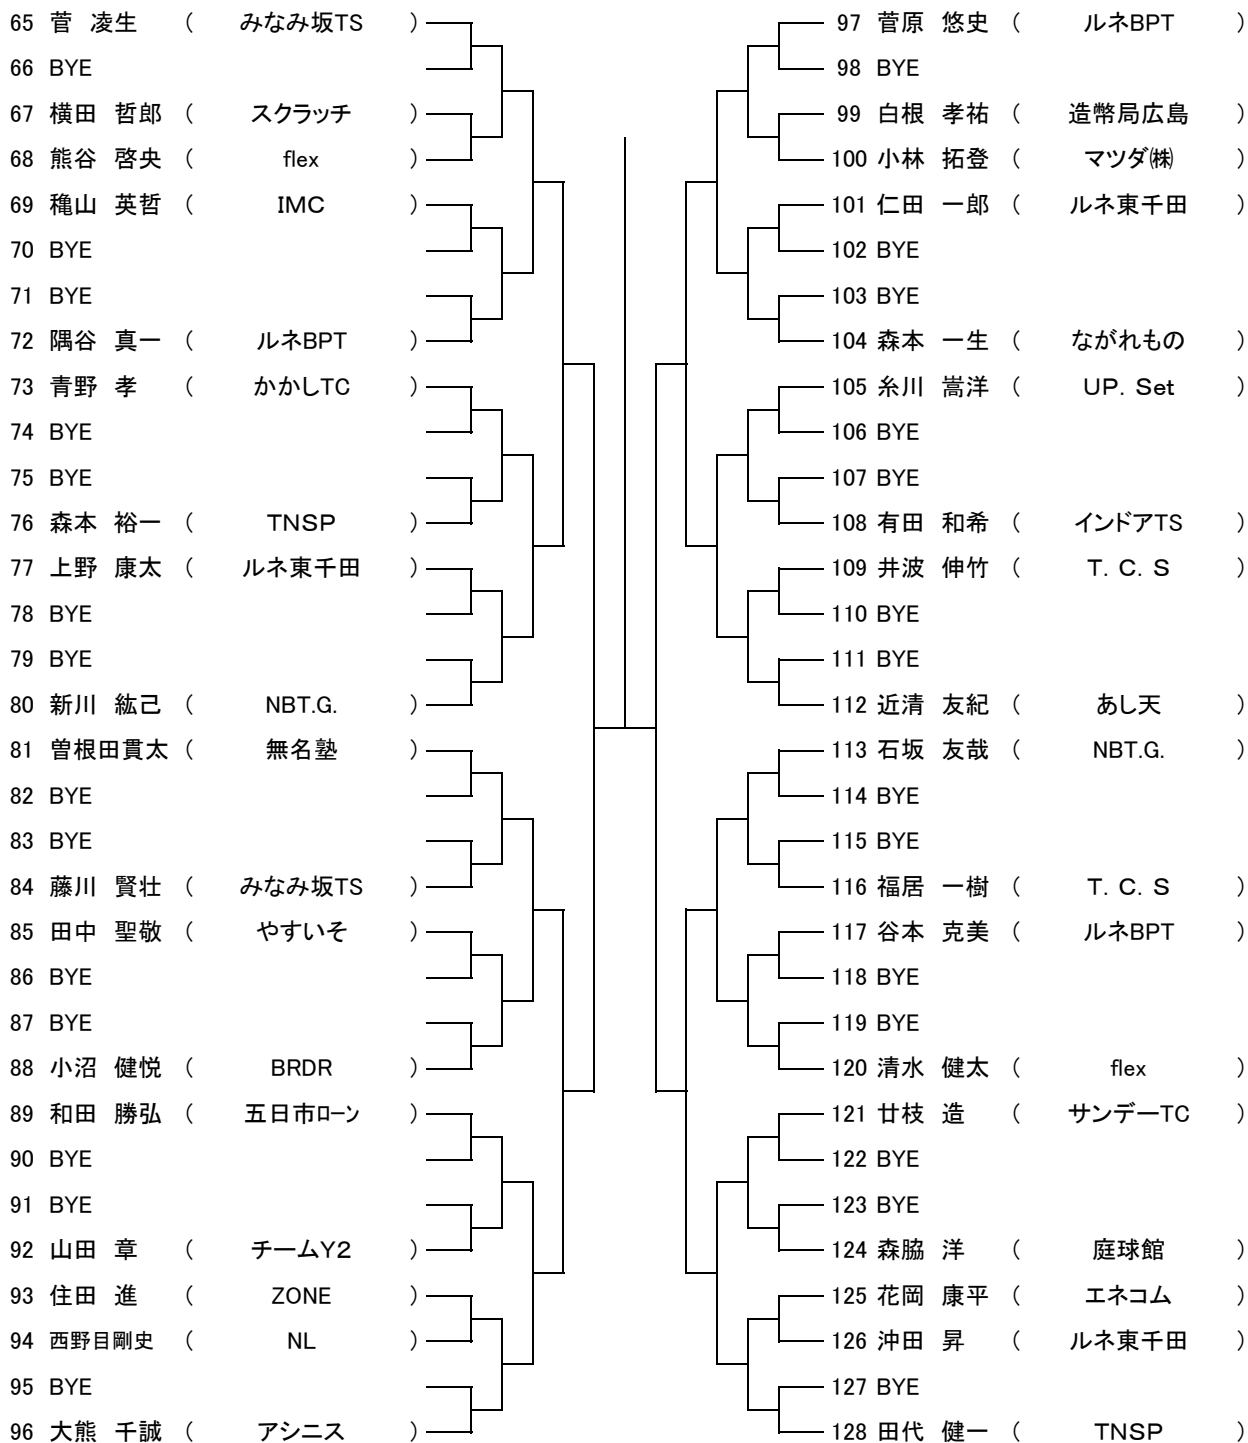 65 菅 凌生 ( みなみ坂TS )
66 BYE
67 横田 哲郎 ( スクラッチ )
68 熊谷 啓央 ( flex )
69 穐山 英哲 ( IMC )
70 BYE
71 BYE
72 隅谷 真一 ( ルネBPT )
73 青野 孝 ( かかしTC )
74 BYE
75 BYE
76 森本 裕一 ( TNSP )
77 上野 康太 ( ルネ東千田 )
78 BYE
79 BYE
80 新川 紘己 ( NBT.G. )
81 曽根田貫太 ( 無名塾 )
82 BYE
83 BYE
84 藤川 賢壮 ( みなみ坂TS )
85 田中 聖敬 ( やすいそ )
86 BYE
87 BYE
88 小沼 健悦 ( BRDR )
89 和田 勝弘 ( 五日市ローン )
90 BYE
91 BYE
92 山田 章 ( チームY2 )
93 住田 進 ( ZONE )
94 西野目剛史 ( NL )
95 BYE
96 大熊 千誠 ( アシニス )
97 菅原 悠史 ( ルネBPT )
98 BYE
99 白根 孝祐 ( 造幣局広島 )
100 小林 拓登 ( マツダ㈱ )
101 仁田 一郎 ( ルネ東千田 )
102 BYE
103 BYE
104 森本 一生 ( ながれもの )
105 糸川 嵩洋 ( UP. Set )
106 BYE
107 BYE
108 有田 和希 ( インドアTS )
109 井波 伸竹 ( T. C. S )
110 BYE
111 BYE
112 近清 友紀 ( あし天 )
113 石坂 友哉 ( NBT.G. )
114 BYE
115 BYE
116 福居 一樹 ( T. C. S )
117 谷本 克美 ( ルネBPT )
118 BYE
119 BYE
120 清水 健太 ( flex )
121 廿枝 造 ( サンデーTC )
122 BYE
123 BYE
124 森脇 洋 ( 庭球館 )
125 花岡 康平 ( エネコム )
126 沖田 昇 ( ルネ東千田 )
127 BYE
128 田代 健一 ( TNSP )